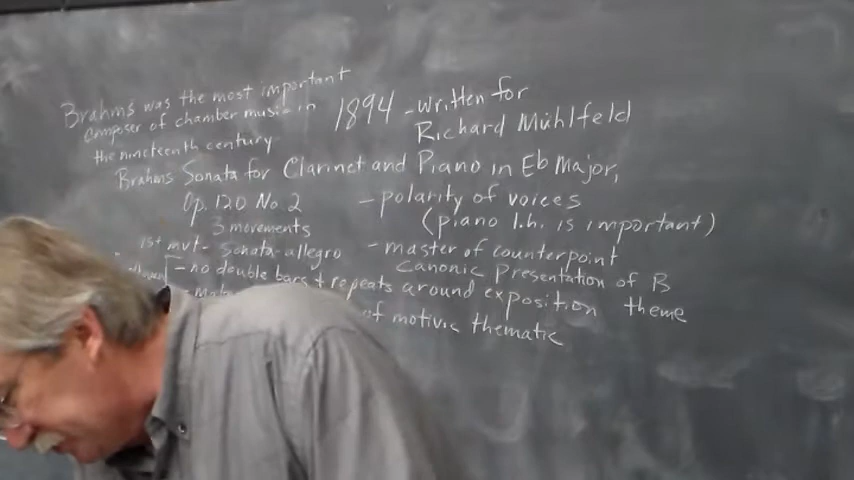 Brahms was the most important
composer of chamber music in
the nineteenth century
1894 - written for
Richard Mühlfeld
Brahms Sonata for Clarinet and Piano in Eb Major,
Op. 120 No. 2
3 movements
- polarity of voices
(piano l.h. is important)
1st mvt - Sonata-allegro
- master of counterpoint
Canonic Presentation of B
theme
- no double bars + repeats around exposition
of motivic thematic